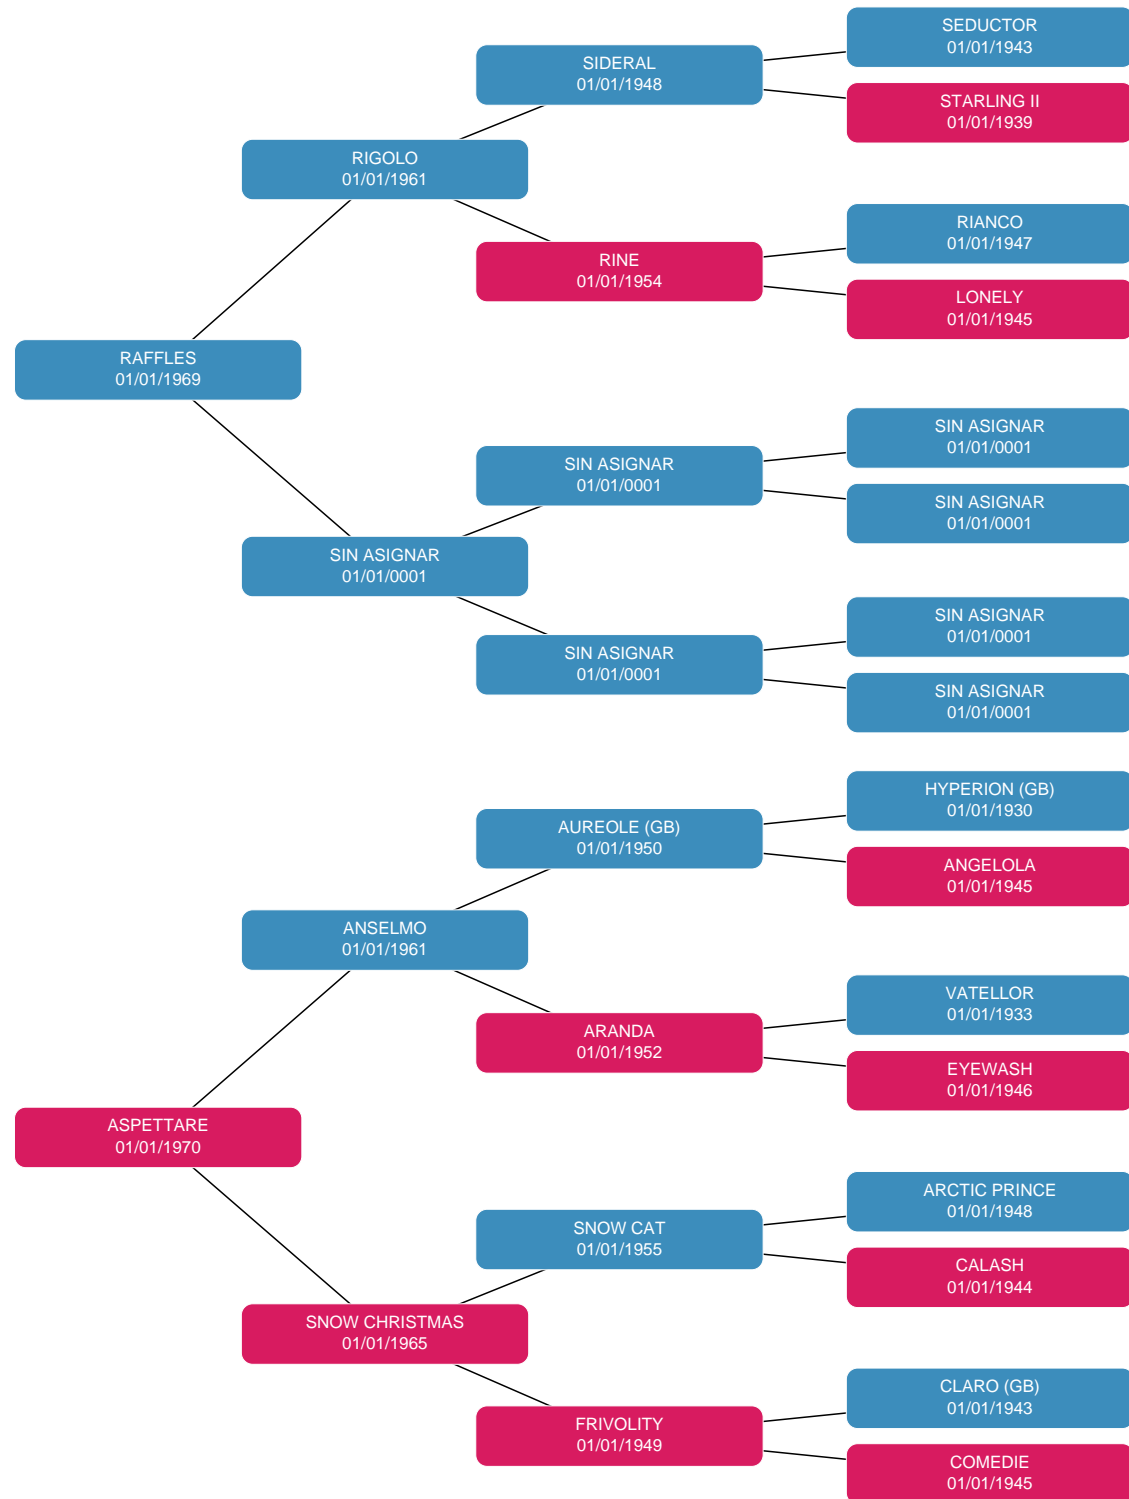 SEDUCTOR
01/01/1943
SIDERAL
01/01/1948
STARLING II
01/01/1939
RIGOLO
01/01/1961
RIANCO
01/01/1947
RINE
01/01/1954
LONELY
01/01/1945
RAFFLES
01/01/1969
SIN ASIGNAR
01/01/0001
SIN ASIGNAR
01/01/0001
SIN ASIGNAR
01/01/0001
SIN ASIGNAR
01/01/0001
SIN ASIGNAR
01/01/0001
SIN ASIGNAR
01/01/0001
SIN ASIGNAR
01/01/0001
HYPERION (GB)
01/01/1930
AUREOLE (GB)
01/01/1950
ANGELOLA
01/01/1945
ANSELMO
01/01/1961
VATELLOR
01/01/1933
ARANDA
01/01/1952
EYEWASH
01/01/1946
ASPETTARE
01/01/1970
ARCTIC PRINCE
01/01/1948
SNOW CAT
01/01/1955
CALASH
01/01/1944
SNOW CHRISTMAS
01/01/1965
CLARO (GB)
01/01/1943
FRIVOLITY
01/01/1949
COMEDIE
01/01/1945